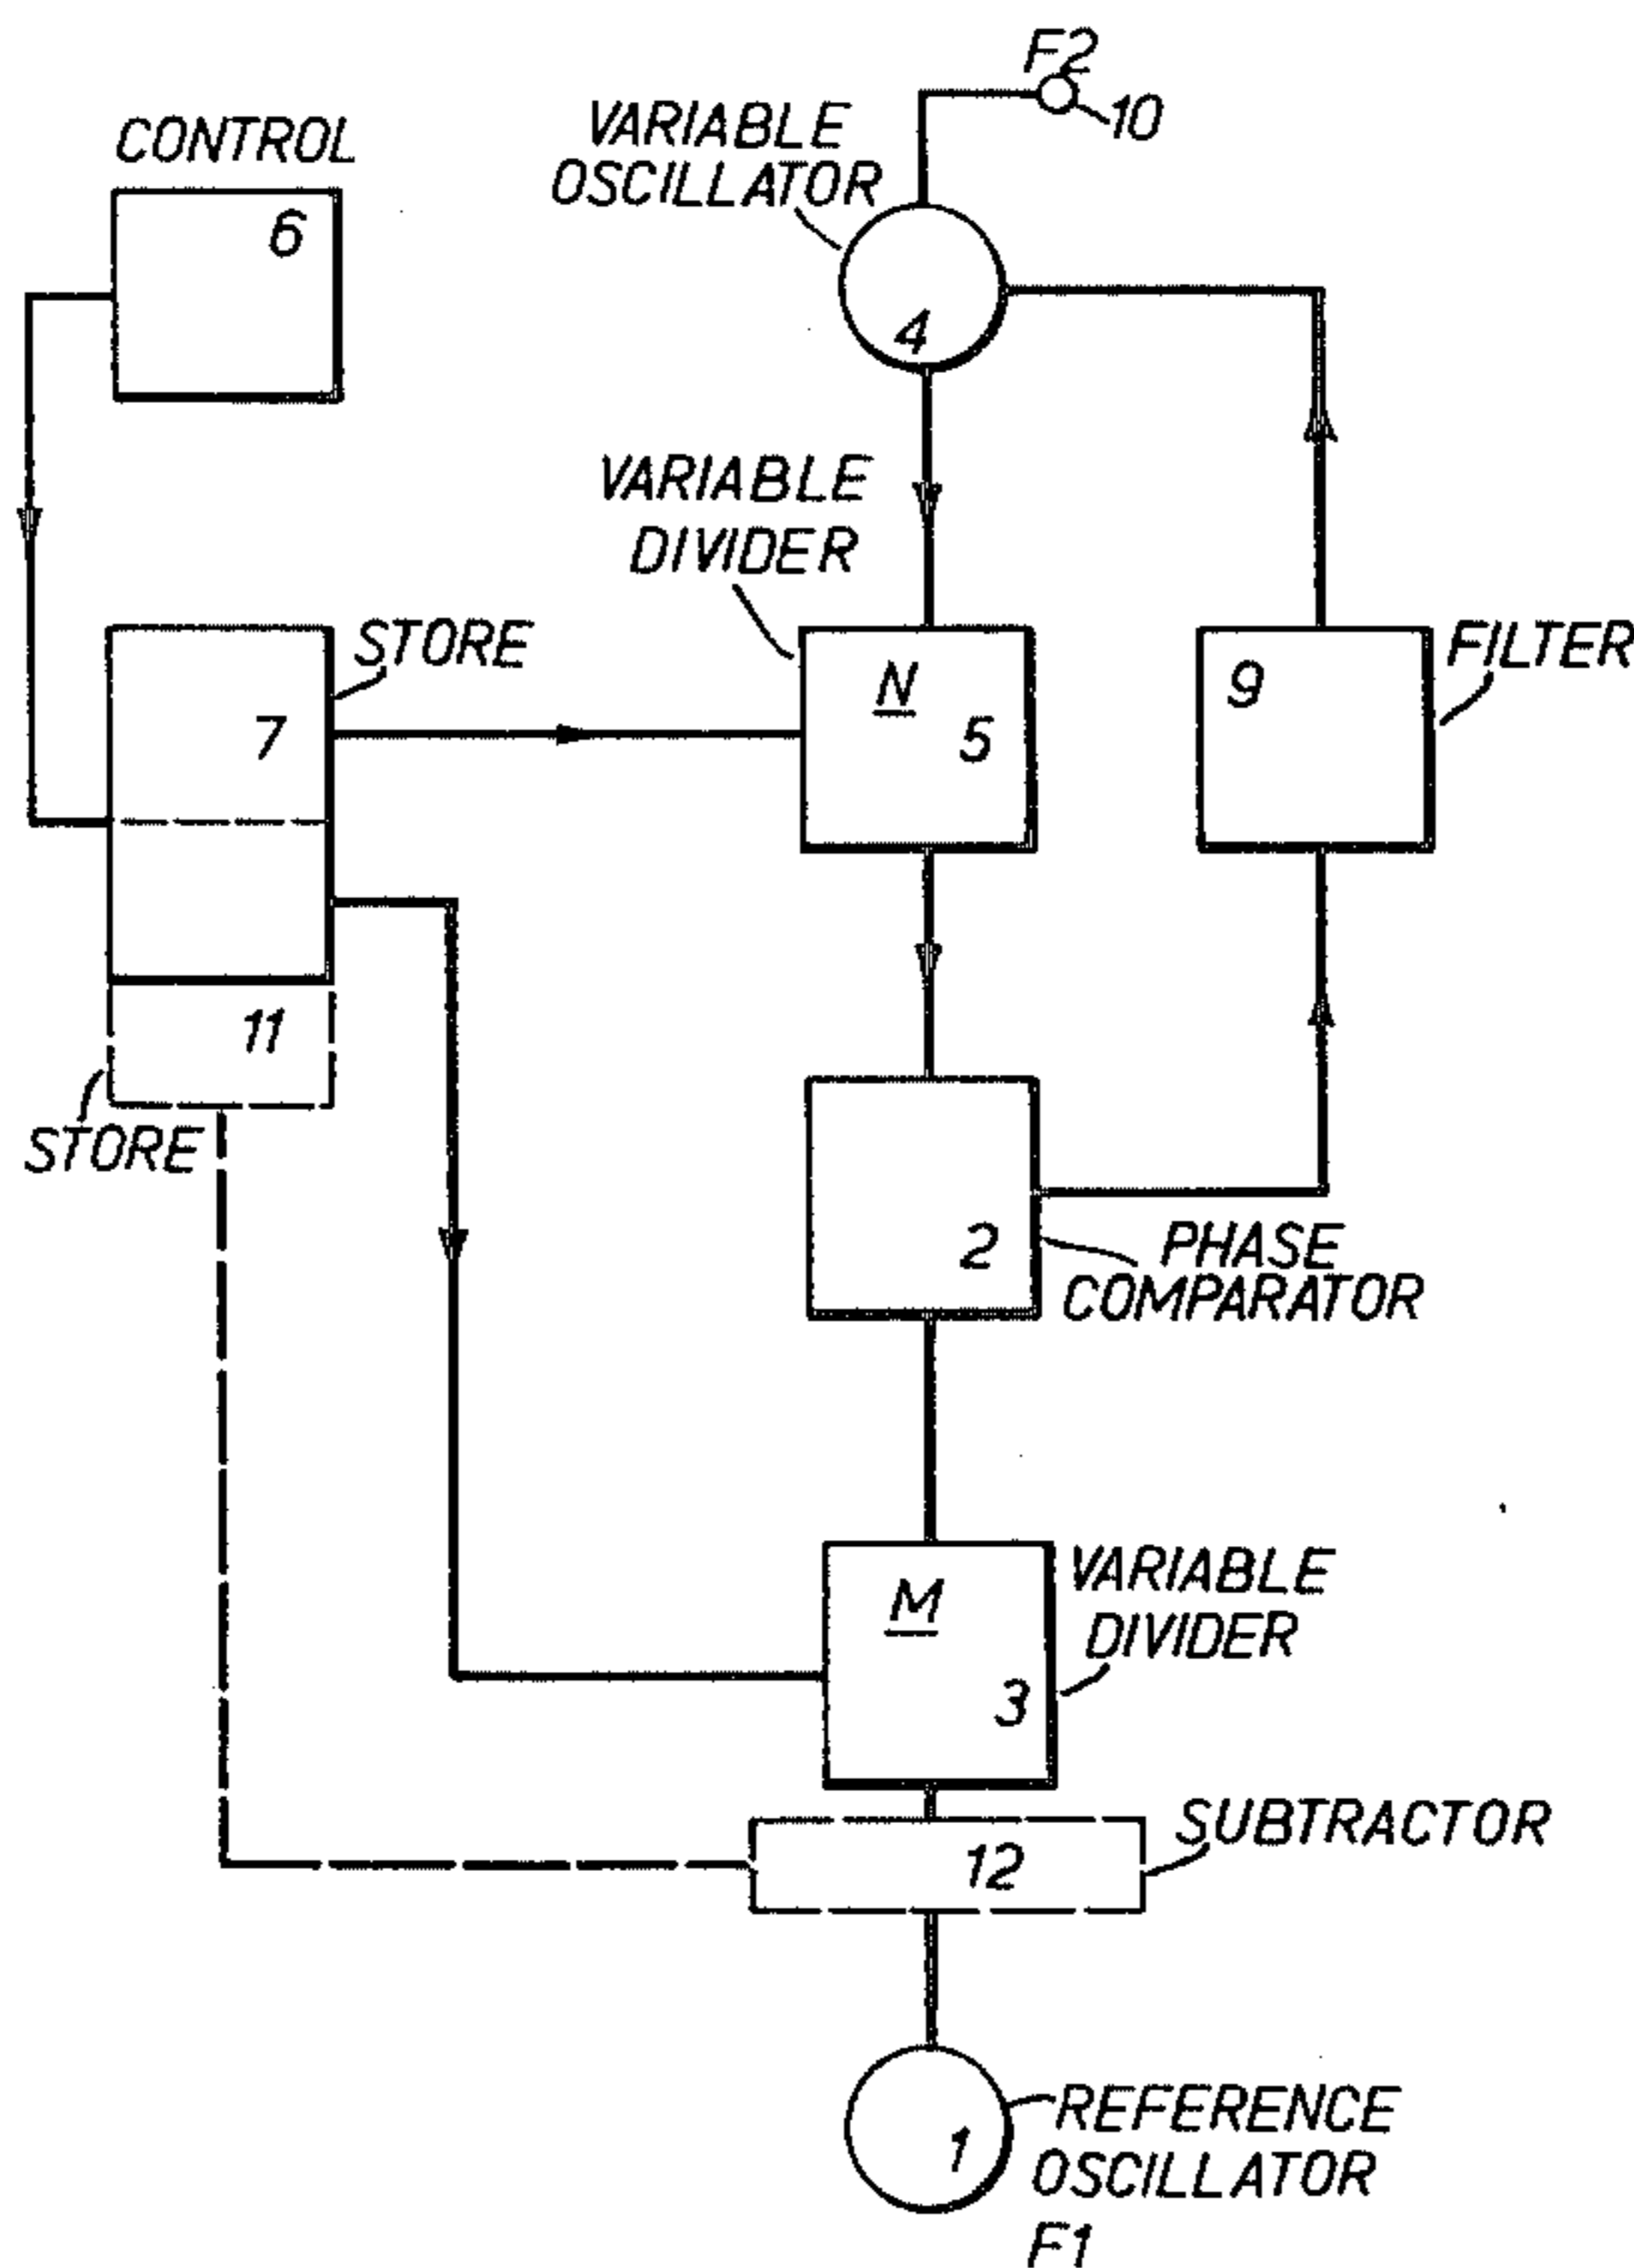 F2
10
VARIABLE
OSCILLATOR
CONTROL
6
4
VARIABLE
DIVIDER
STORE
7
N
5
9
FILTER
11
STORE
2
PHASE
COMPARATOR
M
3
VARIABLE
DIVIDER
12
SUBTRACTOR
1
REFERENCE
OSCILLATOR
F1